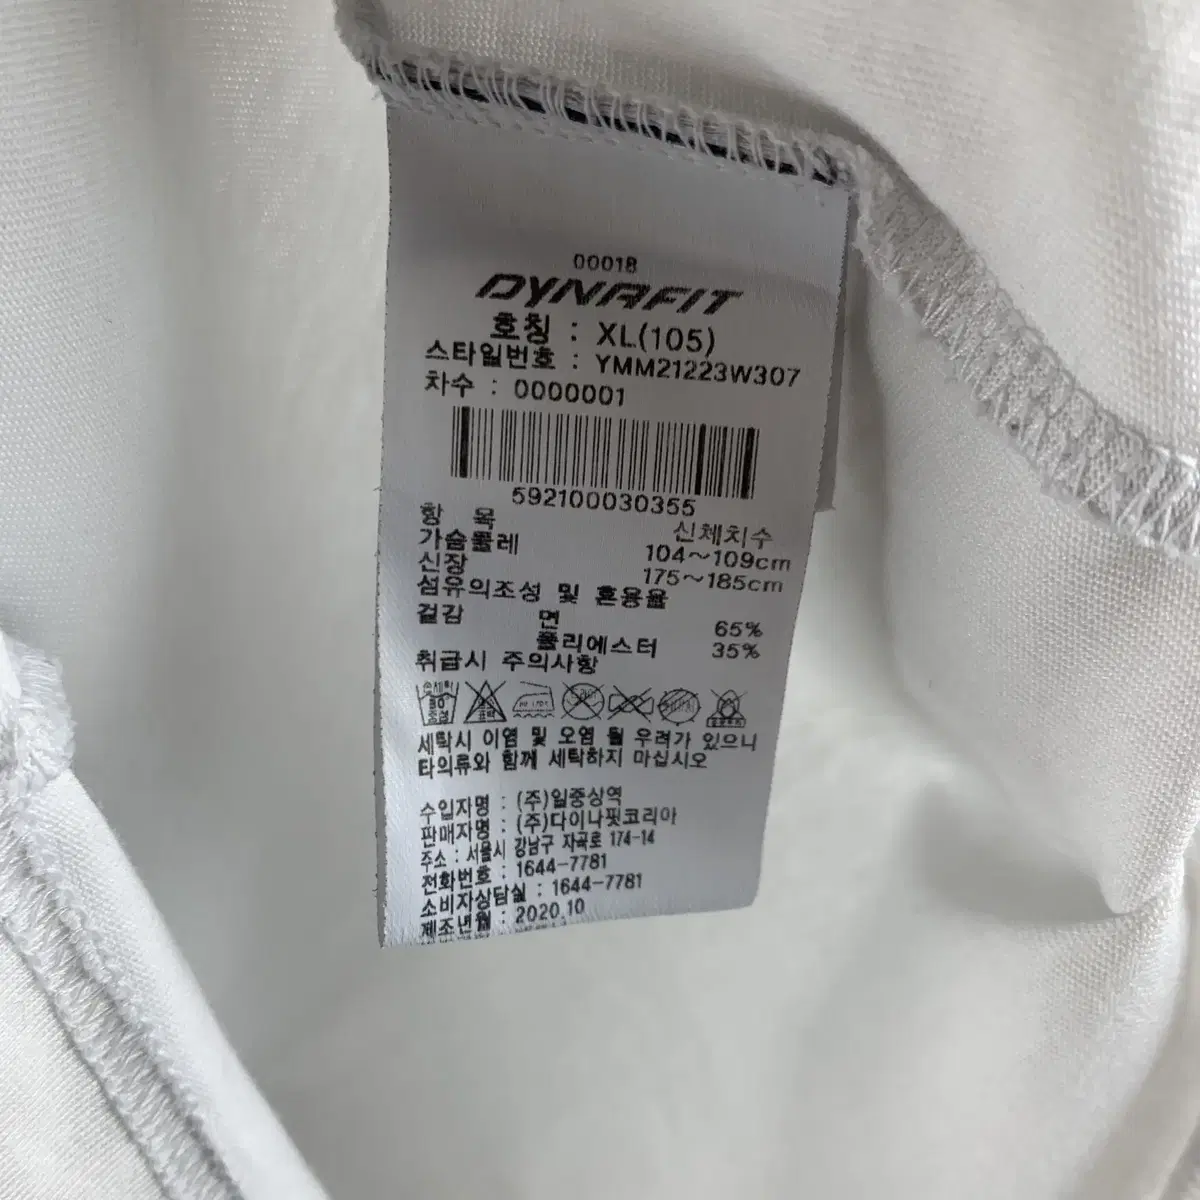 00018
DYNAFIT
호칭 : XL(105)
스타일번호 : YMM21223W307
차수 : 0000001
592100030355
항 목 신체치수
가슴둘레 104~109cm
신장 175~185cm
섬유의조성 및 혼용율
겉감 면 65%
폴리에스터 35%
취급시 주의사항
세탁시 이염 및 오염 될 우려가 있으니
타의류와 함께 세탁하지 마십시오
수입자명 : (주)일중상역
판매자명 : (주)다이나핏코리아
주소 : 서울시 강남구 자곡로 174-14
전화번호 : 1644-7781
소비자상담실 : 1644-7781
제조년월 : 2020.10